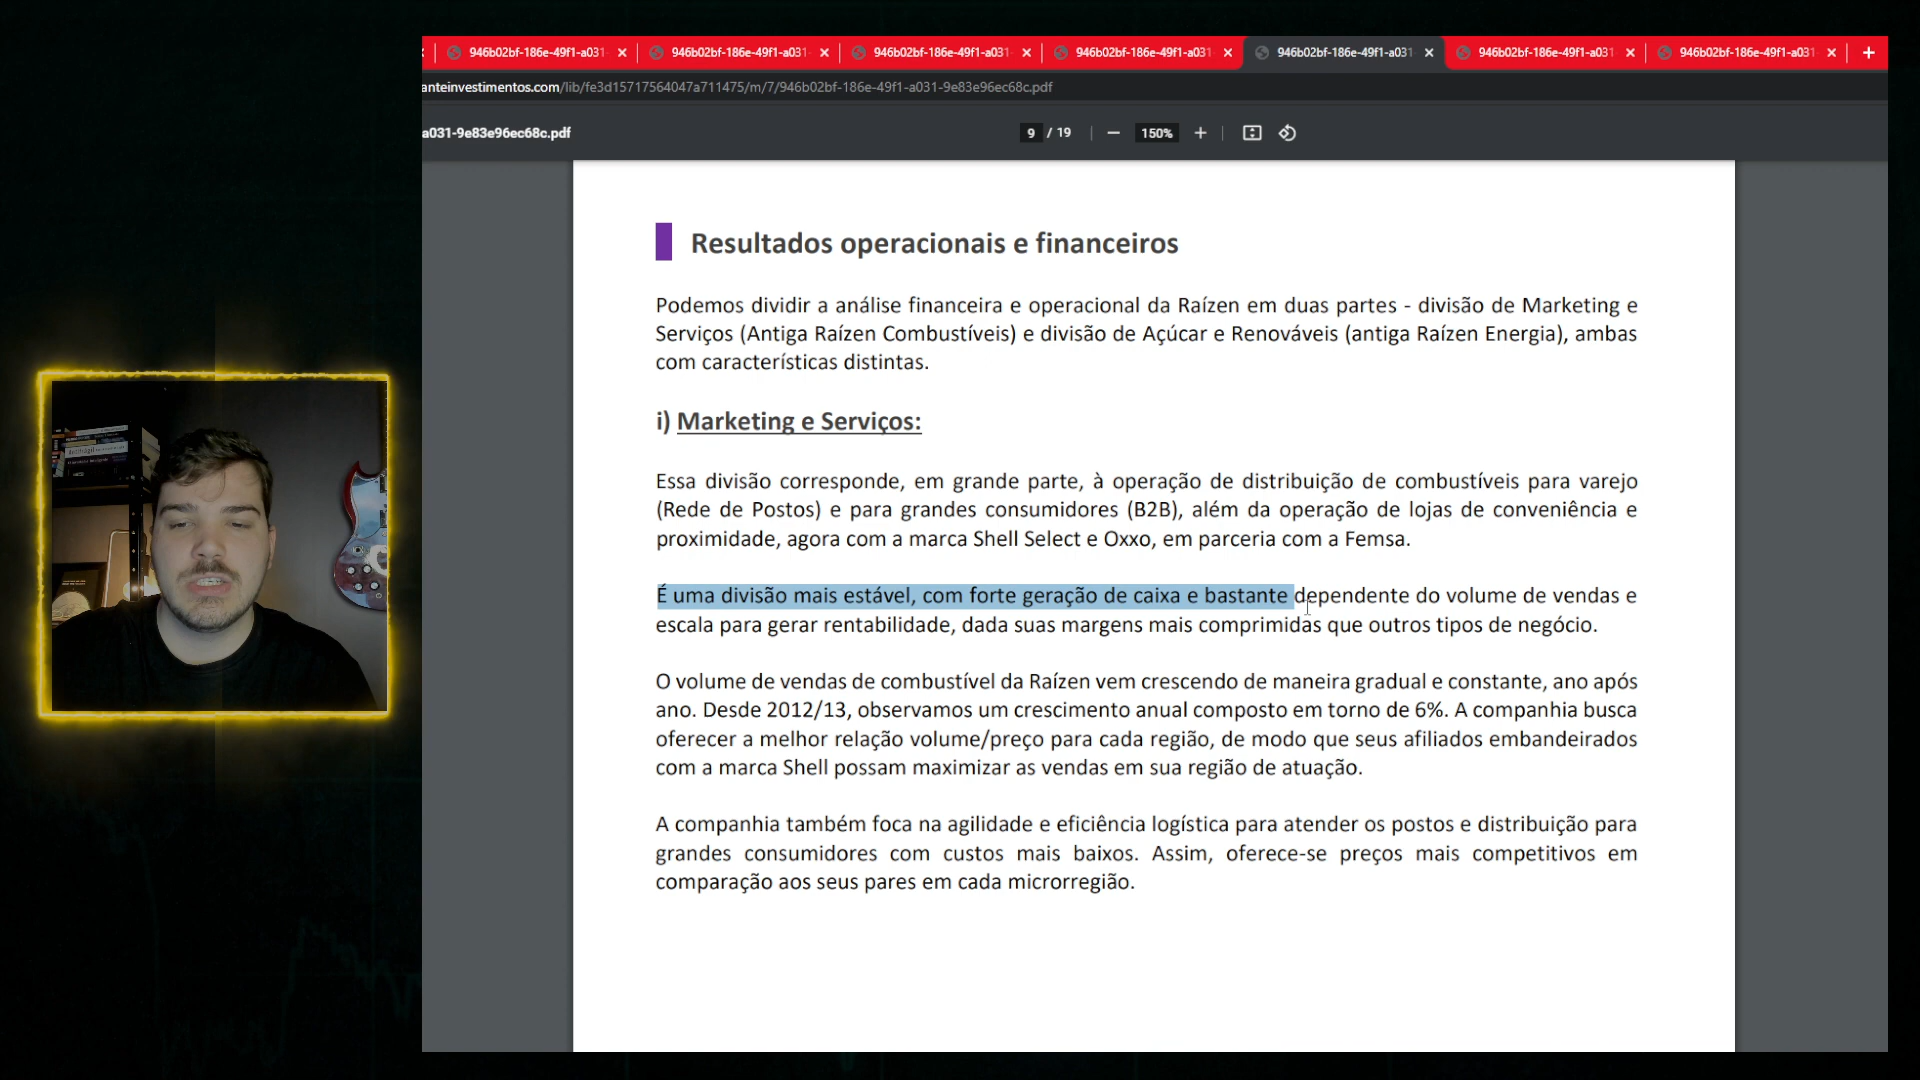 946b02bf-186e-49f1-a031-
946b02bf-186e-49f1-a031-
946b02bf-186e-49f1-a031
946b02bf-186e-49f1-a031
946b02bf-186e-49f1-a031
946b02bf-186e-49f1-a031
946b02bf-186e-49f1-a031
anteinvestimentos.com/lib/fe3d15717564047a711475/m/7/946b02bf-186e-49f1-a031-9e83e96ec68c.pdf
a031-9e83e96ec68c.pdf
9 / 19
150%
Resultados operacionais e financeiros
Podemos dividir a análise financeira e operacional da Raízen em duas partes - divisão de Marketing e
Serviços (Antiga Raízen Combustíveis) e divisão de Açúcar e Renováveis (antiga Raízen Energia), ambas
com características distintas.
i) Marketing e Serviços:
Essa divisão corresponde, em grande parte, à operação de distribuição de combustíveis para varejo
(Rede de Postos) e para grandes consumidores (B2B), além da operação de lojas de conveniência e
proximidade, agora com a marca Shell Select e Oxxo, em parceria com a Femsa.
É uma divisão mais estável, com forte geração de caixa e bastante dependente do volume de vendas e
escala para gerar rentabilidade, dada suas margens mais comprimidas que outros tipos de negócio.
O volume de vendas de combustível da Raízen vem crescendo de maneira gradual e constante, ano após
ano. Desde 2012/13, observamos um crescimento anual composto em torno de 6%. A companhia busca
oferecer a melhor relação volume/preço para cada região, de modo que seus afiliados embandeirados
com a marca Shell possam maximizar as vendas em sua região de atuação.
A companhia também foca na agilidade e eficiência logística para atender os postos e distribuição para
grandes consumidores com custos mais baixos. Assim, oferece-se preços mais competitivos em
comparação aos seus pares em cada microrregião.